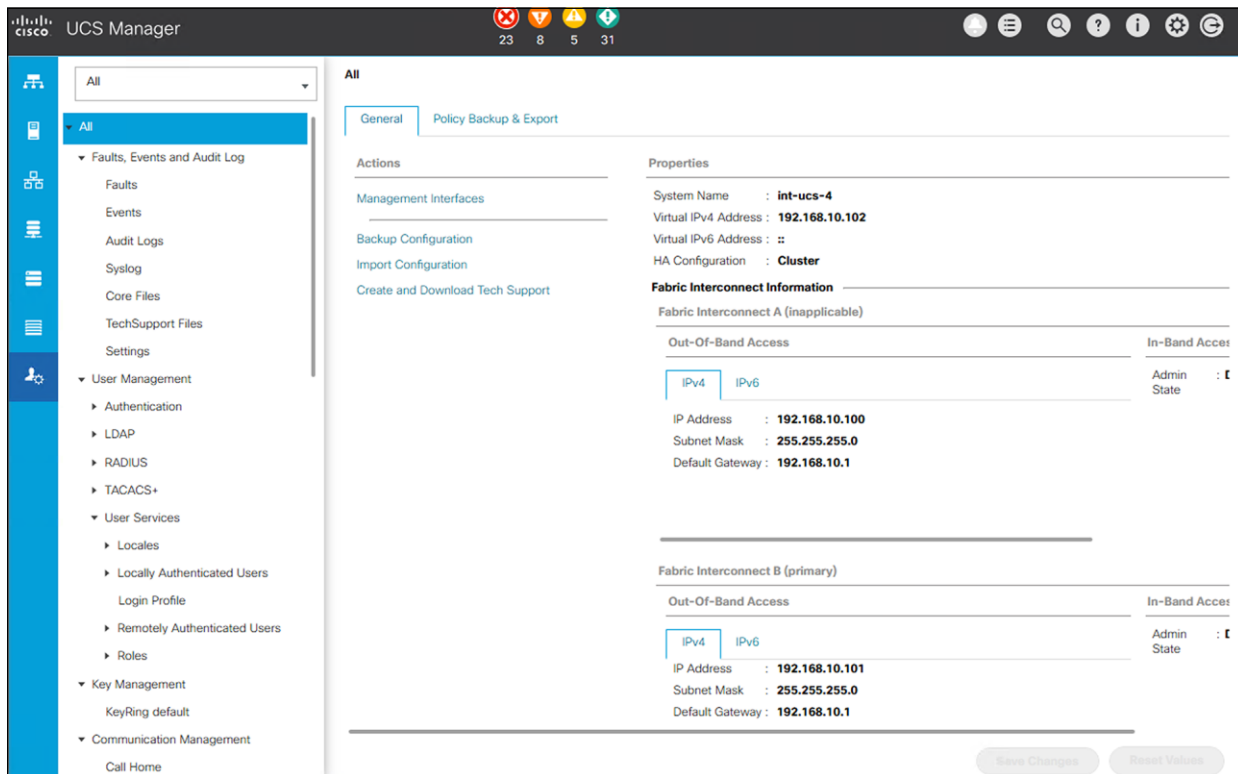 CISCO UCS Manager
23 8 5 31
All
All
Faults, Events and Audit Log
Faults
Events
Audit Logs
Syslog
Core Files
TechSupport Files
Settings
User Management
Authentication
LDAP
RADIUS
TACACS+
User Services
Locales
Locally Authenticated Users
Login Profile
Remotely Authenticated Users
Roles
Key Management
KeyRing default
Communication Management
Call Home
All
General Policy Backup & Export
Actions
Management Interfaces
Backup Configuration
Import Configuration
Create and Download Tech Support
Properties
System Name : int-ucs-4
Virtual IPv4 Address : 192.168.10.102
Virtual IPv6 Address : ::
HA Configuration : Cluster
Fabric Interconnect Information
Fabric Interconnect A (inapplicable)
Out-Of-Band Access
IPv4 IPv6
IP Address : 192.168.10.100
Subnet Mask : 255.255.255.0
Default Gateway : 192.168.10.1
In-Band
Admin :
State
Fabric Interconnect B (primary)
Out-Of-Band Access
IPv4 IPv6
IP Address : 192.168.10.101
Subnet Mask : 255.255.255.0
Default Gateway : 192.168.10.1
In-Band
Admin :
State
Save Changes Reset Values